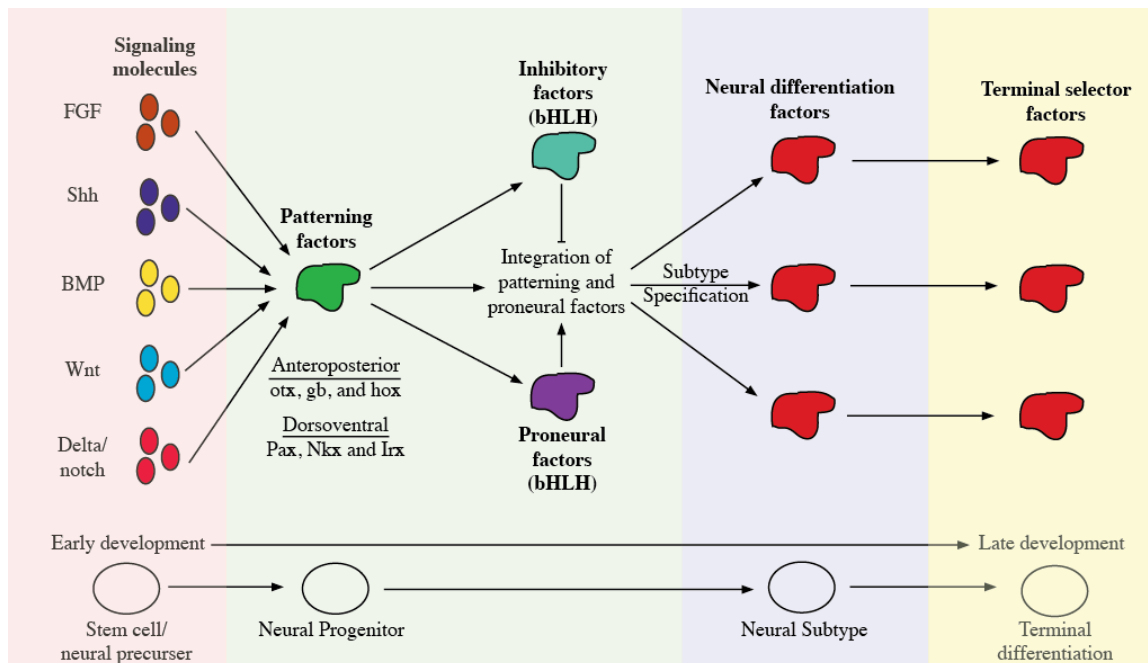 Signaling
molecules
FGF
Shh
BMP
Wnt
Delta/
notch
Patterning
factors
Anteroposterior
otx, gb, and hox
Dorsoventral
Pax, Nkx and Irx
Inhibitory
factors
(bHLH)
Integration of
patterning and
proneural factors
Proneural
factors
(bHLH)
Subtype
Specification
Neural differentiation
factors
Terminal selector
factors
Early development
Late development
Stem cell/
neural precurser
Neural Progenitor
Neural Subtype
Terminal
differentiation